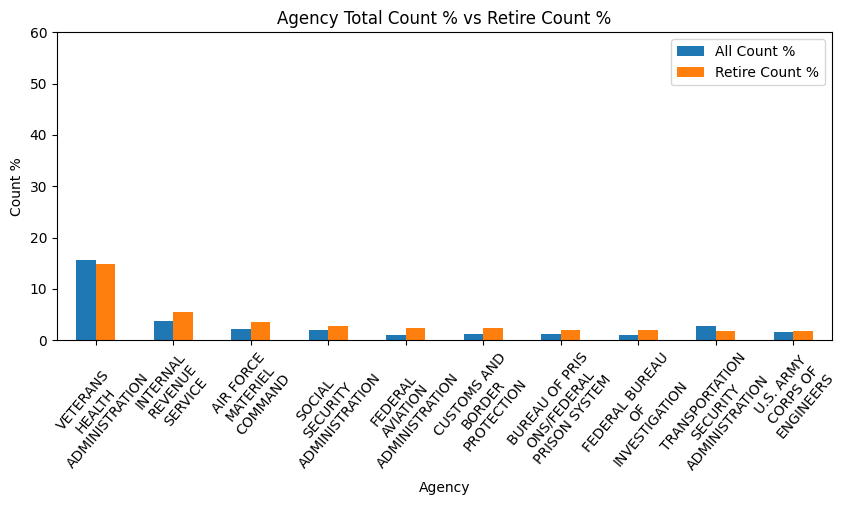 Agency Total Count % vs Retire Count %
All Count %
Retire Count %
Count %
60
50
40
30
20
10
0
VETERANS
HEALTH
ADMINISTRATION
INTERNAL
REVENUE
SERVICE
AIR FORCE
MATERIEL
COMMAND
SOCIAL
SECURITY
ADMINISTRATION
FEDERAL
AVIATION
ADMINISTRATION
CUSTOMS AND
BORDER
PROTECTION
BUREAU OF PRIS
ONS/FEDERAL
PRISON SYSTEM
FEDERAL BUREAU
OF
INVESTIGATION
TRANSPORTATION
SECURITY
ADMINISTRATION
U.S. ARMY
CORPS OF
ENGINEERS
Agency